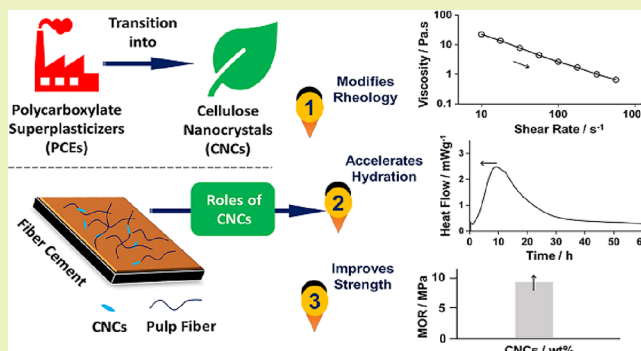 Transition
into
Polycarboxylate
Superplasticizers
(PCEs)
Cellulose
Nanocrystals
(CNCs)
Fiber Cement
CNCs
Pulp Fiber
Roles of
CNCs
1
Modifies
Rheology
2
Accelerates
Hydration
3
Improves
Strength
Viscosity / Pa.s
100
10
1
0.1
10
100
100
Shear Rate / s⁻¹
Heat Flow / mWg⁻¹
4
3
2
1
0
0
10
20
30
40
50
60
Time / h
MOR / MPa
10
5
0
CNCs / wt%